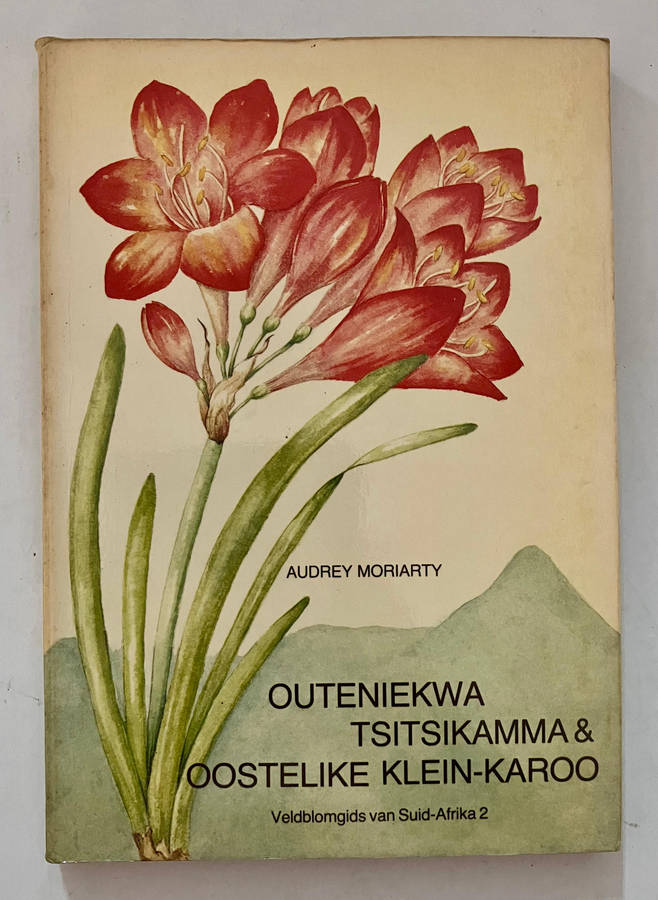 AUDREY MORIARTY
OUTENIEKWA
TSITSIKAMMA &
OOSTELIKE KLEIN-KAROO
Veldblomgids van Suid-Afrika 2